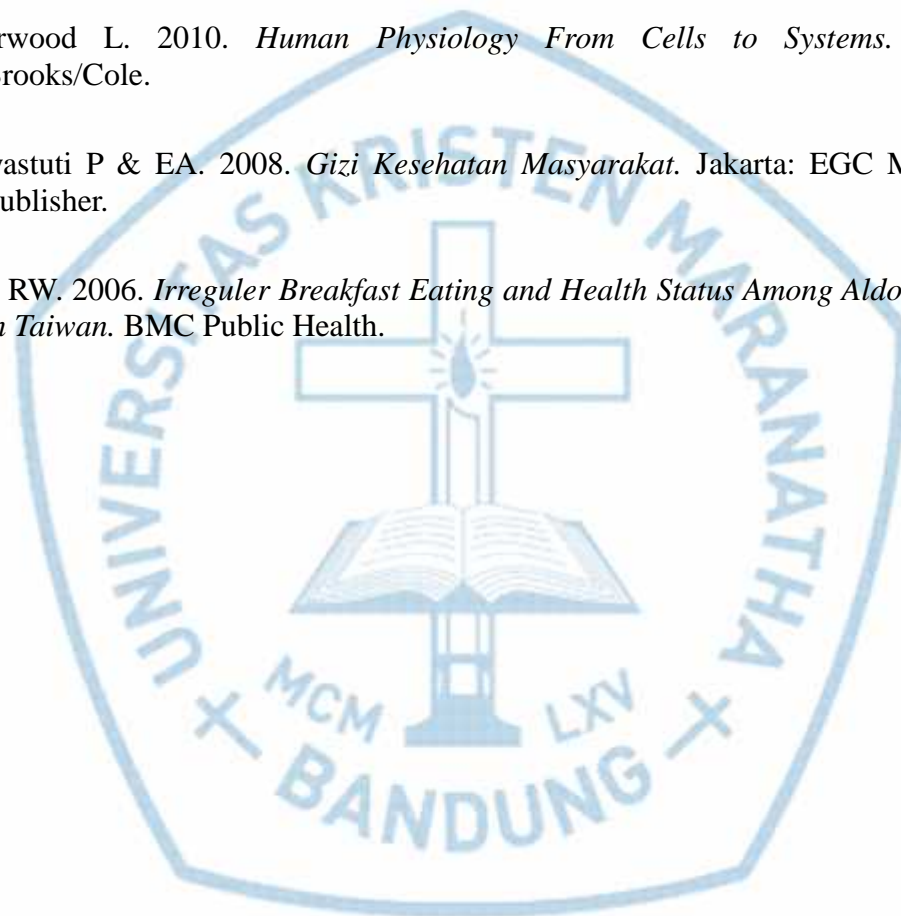 rwood L. 2010. Human Physiology From Cells to Systems.
rooks/Cole.
astuti P & EA. 2008. Gizi Kesehatan Masyarakat. Jakarta: EGC M
ublisher.
RW. 2006. Irreguler Breakfast Eating and Health Status Among Aldo
n Taiwan. BMC Public Health.
UNIVERSITAS KRISTEN MARANATHA
MCM LXV
BANDUNG